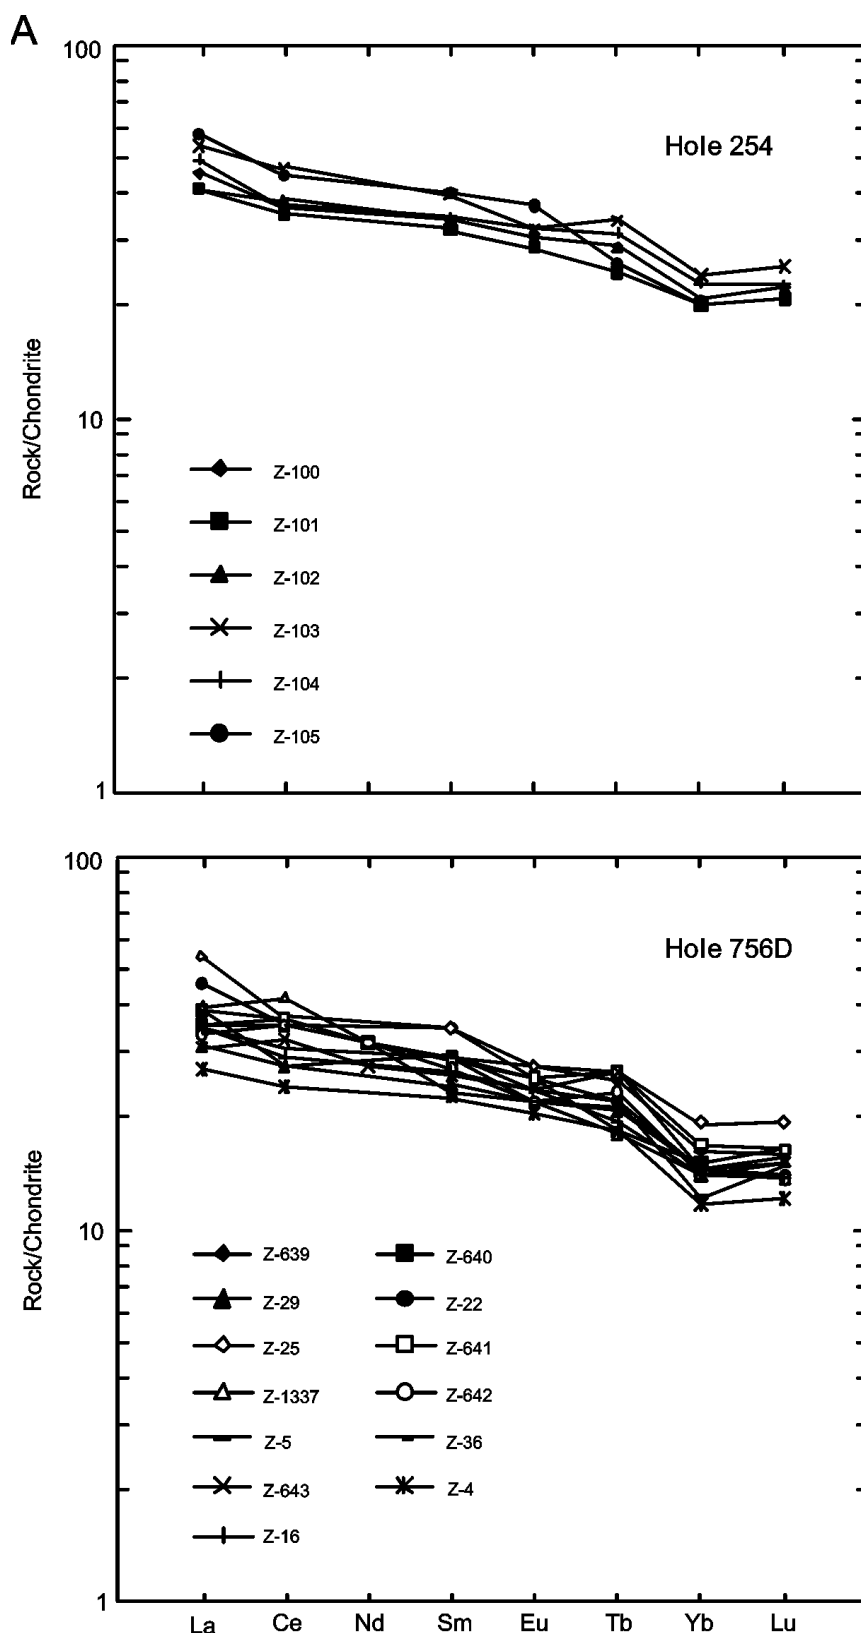 A
100
Hole 254
10
Rock/Chondrite
Z-100
Z-101
Z-102
Z-103
Z-104
Z-105
1
100
Hole 756D
10
Rock/Chondrite
Z-639 Z-640
Z-29 Z-22
Z-25 Z-641
Z-1337 Z-642
Z-5 Z-36
Z-643 Z-4
Z-16
1
La Ce Nd Sm Eu Tb Yb Lu